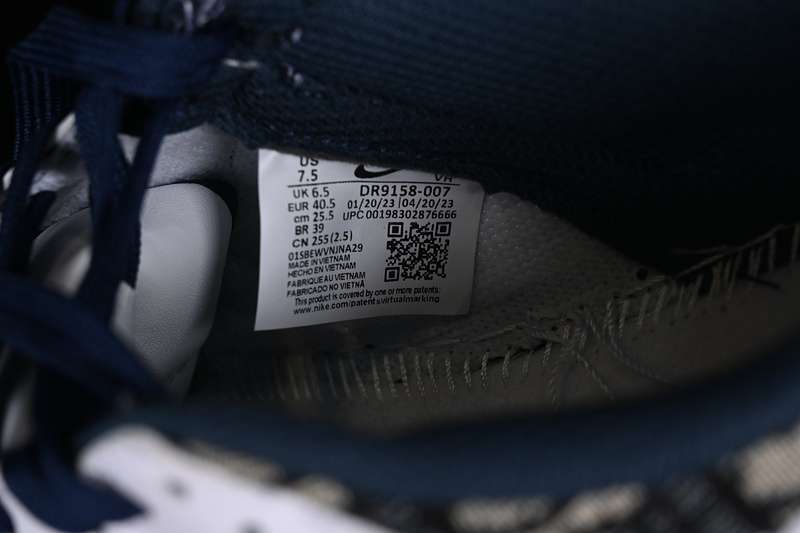 US
7.5 VN
UK 6.5 DR9158-007
EUR 40.5 01/20/23 04/20/23
cm 25.5 UPC 00198302876666
BR 39
CN 255(2.5)
01SBEWVNJNA29
MADE IN VIETNAM
HECHO EN VIETNAM
FABRIQUE AU VIETNAM
FABRICADO NO VIETNÃ
This product is covered by one or more patents:
www.nike.com/patentsvirtualmarking